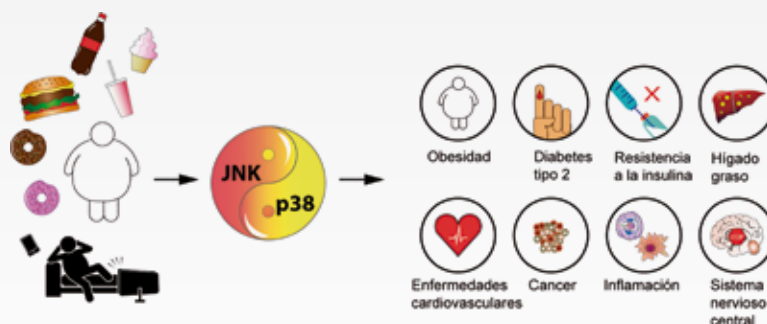 JNK
p38
Obesidad
Diabetes
tipo 2
Resistencia
a la insulina
Hígado
graso
Enfermedades
cardiovasculares
Cancer
Inflamación
Sistema
nervioso
central